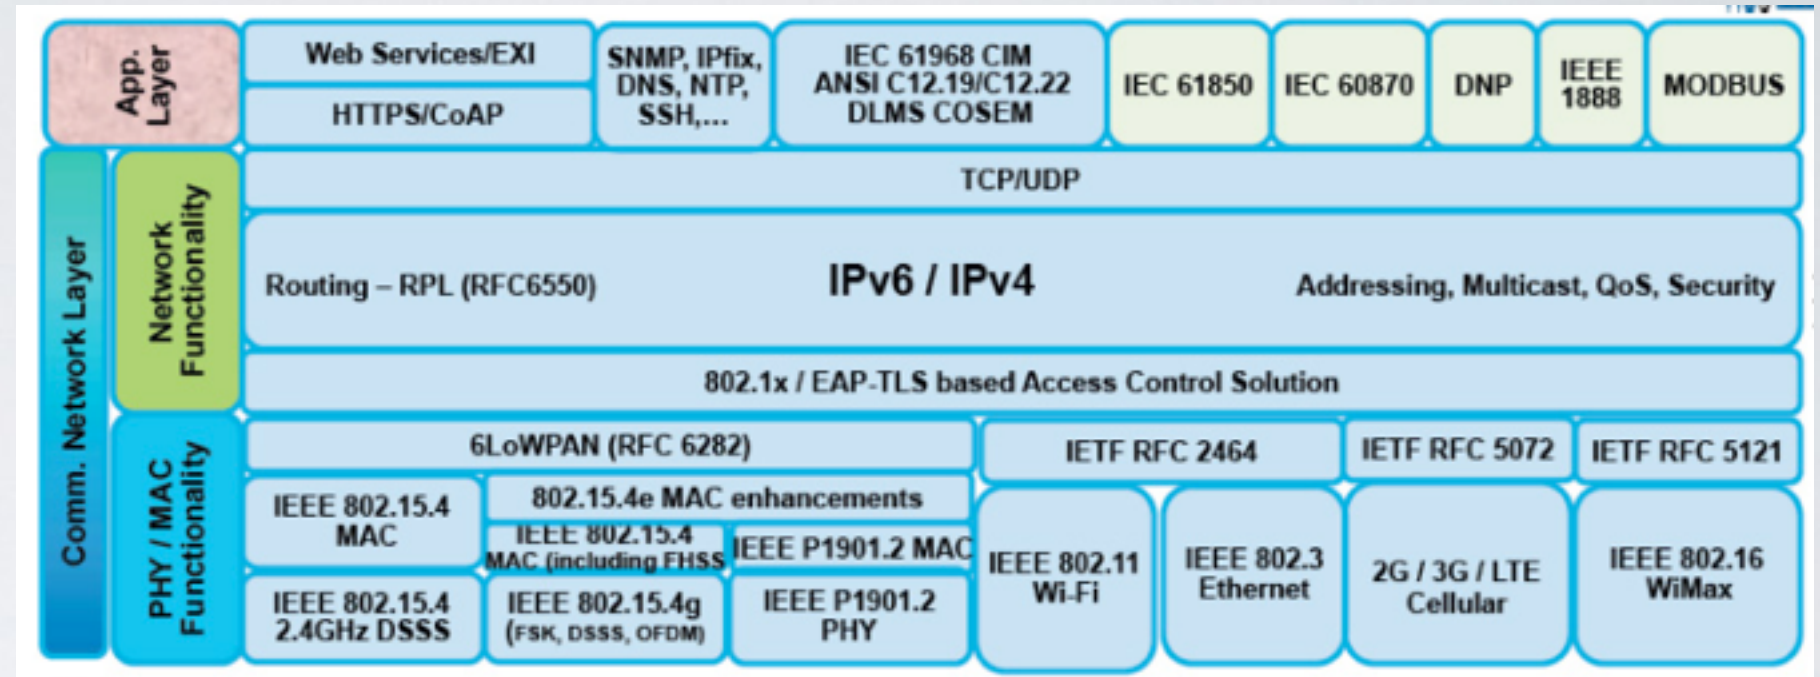 App.
Layer
Web Services/EXI
HTTPS/CoAP
SNMP, IPfix,
DNS, NTP,
SSH,...
IEC 61968 CIM
ANSI C12.19/C12.22
DLMS COSEM
IEC 61850
IEC 60870
DNP
IEEE
1888
MODBUS
Comm. Network Layer
Network
Functionality
TCP/UDP
Routing – RPL (RFC6550)
IPv6 / IPv4
Addressing, Multicast, QoS, Security
802.1x / EAP-TLS based Access Control Solution
PHY / MAC
Functionality
6LoWPAN (RFC 6282)
IETF RFC 2464
IETF RFC 5072
IETF RFC 5121
IEEE 802.15.4
MAC
802.15.4e MAC enhancements
IEEE 802.15.4
MAC (including FHSS
IEEE P1901.2 MAC
IEEE 802.15.4
2.4GHz DSSS
IEEE 802.15.4g
(FSK, DSSS, OFDM)
IEEE P1901.2
PHY
IEEE 802.11
Wi-Fi
IEEE 802.3
Ethernet
2G / 3G / LTE
Cellular
IEEE 802.16
WiMax